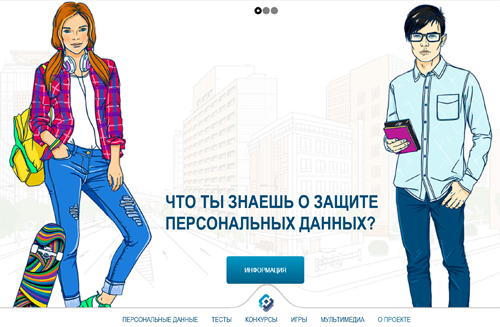 ЧТО ТЫ ЗНАЕШЬ О ЗАЩИТЕ
ПЕРСОНАЛЬНЫХ ДАННЫХ?
ИНФОРМАЦИЯ
ПЕРСОНАЛЬНЫЕ ДАННЫЕ ТЕСТЫ КОНКУРСЫ ИГРЫ МУЛЬТИМЕДИА О ПРОЕКТЕ